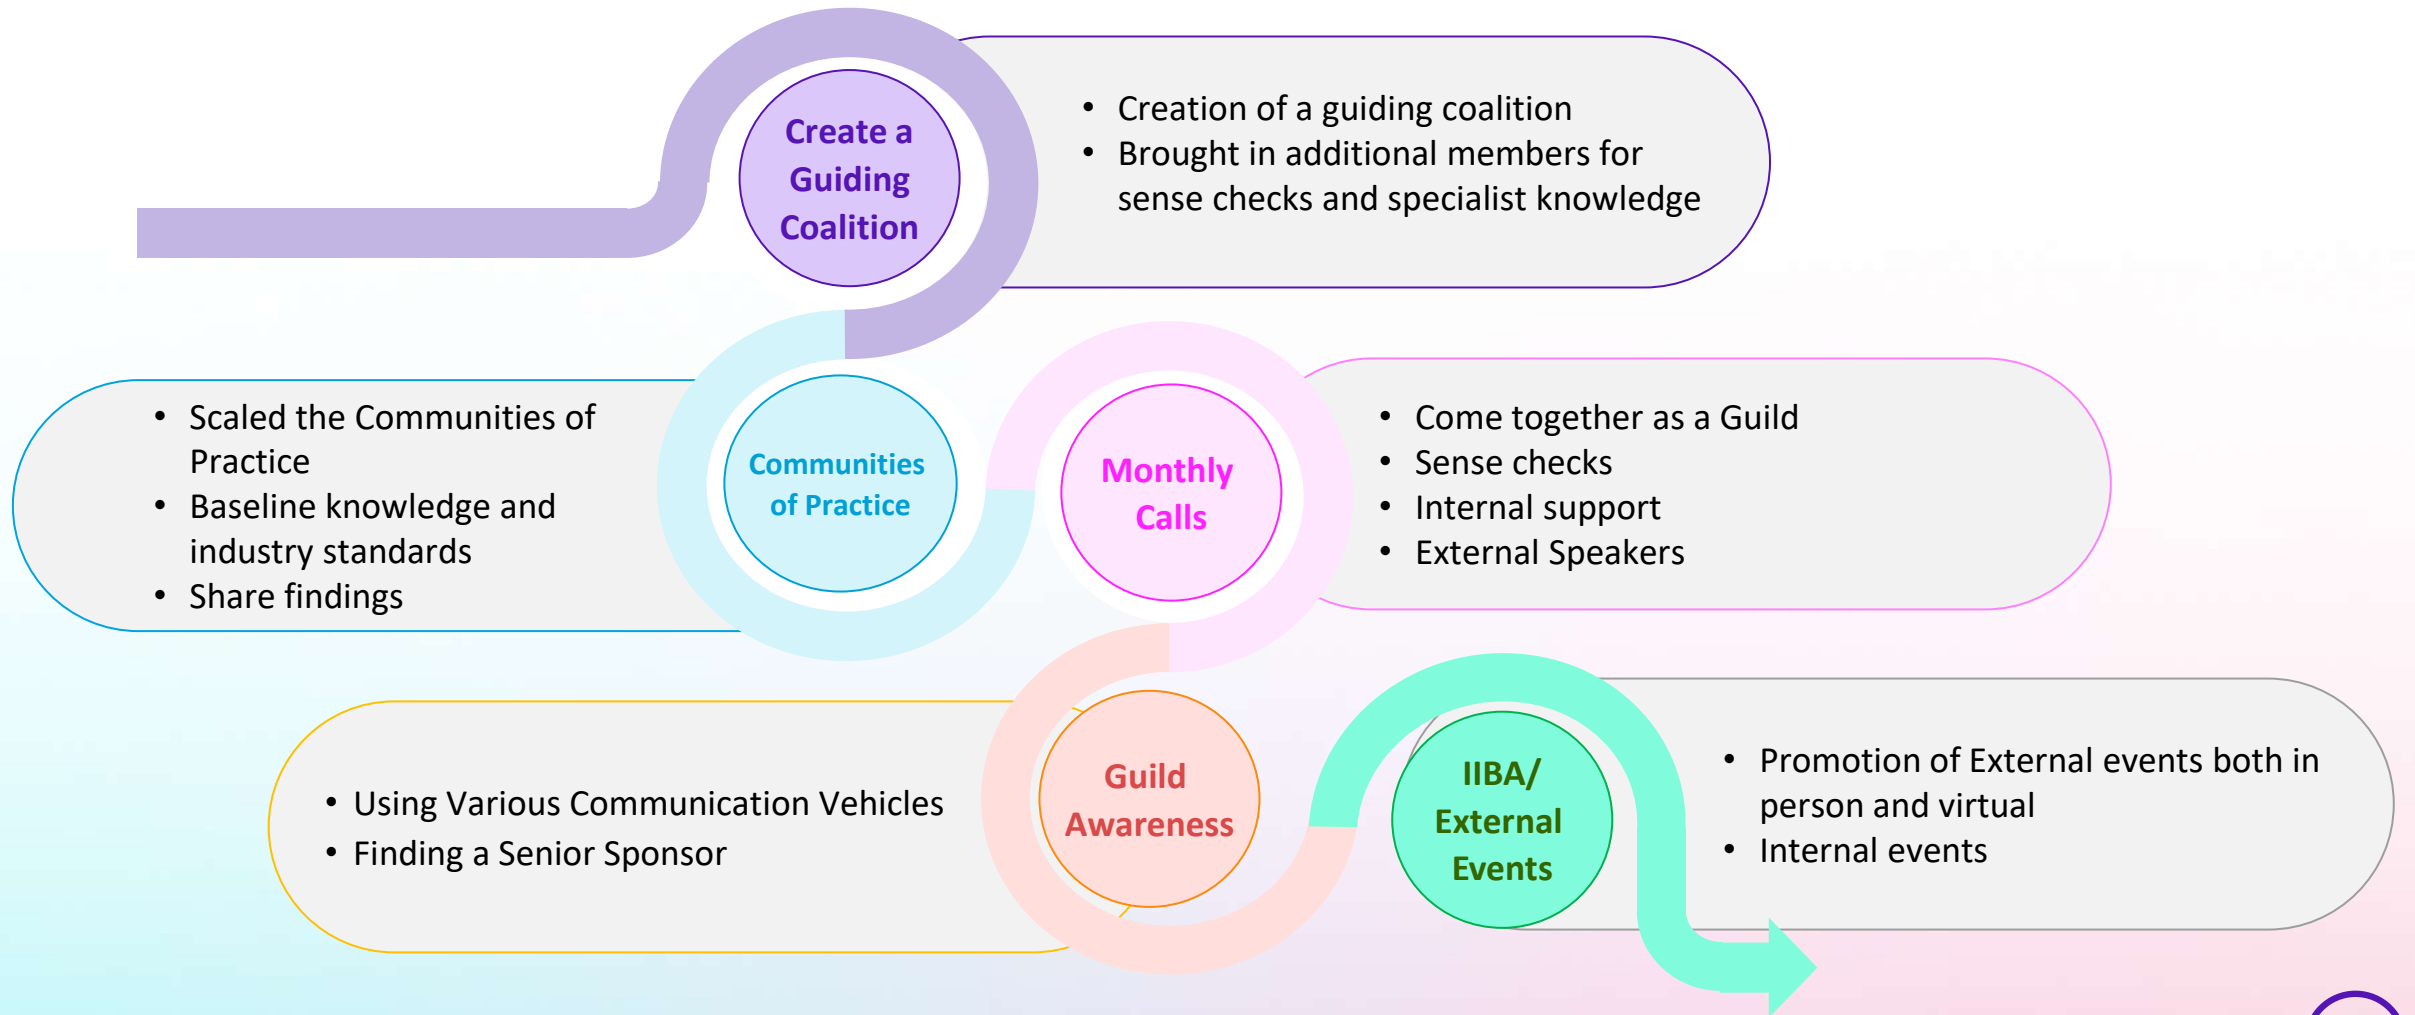 Create a
Guiding
Coalition
• Creation of a guiding coalition
• Brought in additional members for
sense checks and specialist knowledge
• Scaled the Communities of
Practice
• Baseline knowledge and
industry standards
• Share findings
Communities
of Practice
Monthly
Calls
• Come together as a Guild
• Sense checks
• Internal support
• External Speakers
• Using Various Communication Vehicles
• Finding a Senior Sponsor
Guild
Awareness
IIBA/
External
Events
• Promotion of External events both in
person and virtual
• Internal events